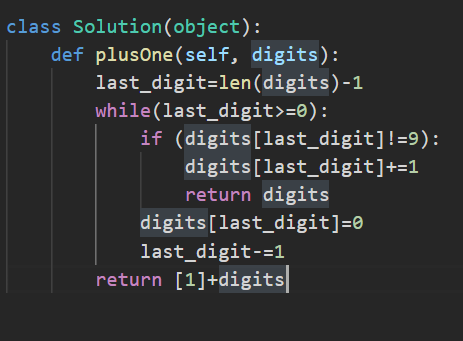 class Solution(object):
    def plusOne(self, digits):
        last_digit=len(digits)-1
        while(last_digit>=0):
            if (digits[last_digit]!=9):
                digits[last_digit]+=1
                return digits
            digits[last_digit]=0
            last_digit-=1
        return [1]+digits